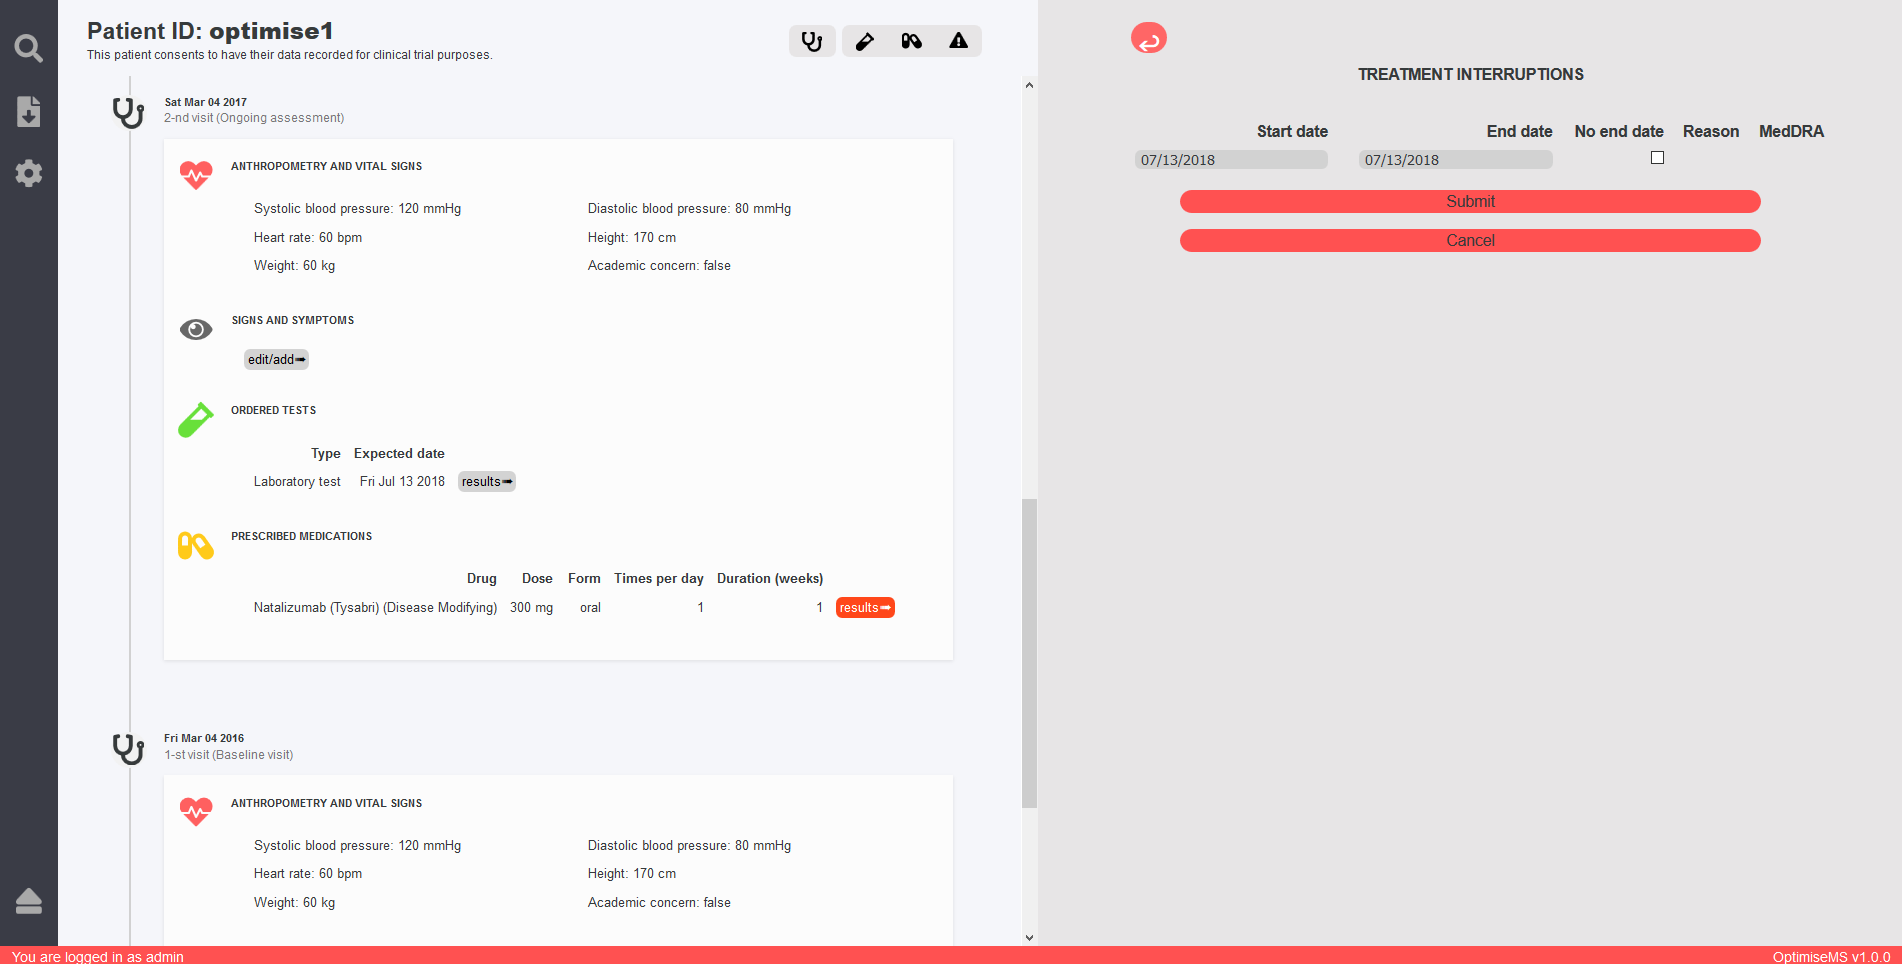 Patient ID: optimise1
This patient consents to have their data recorded for clinical trial purposes.
Sat Mar 04 2017
2-nd visit (Ongoing assessment)
ANTHROPOMETRY AND VITAL SIGNS
Systolic blood pressure: 120 mmHg Diastolic blood pressure: 80 mmHg
Heart rate: 60 bpm Height: 170 cm
Weight: 60 kg Academic concern: false
SIGNS AND SYMPTOMS
edit/add➡
ORDERED TESTS
Type Expected date
Laboratory test Fri Jul 13 2018 results➡
PRESCRIBED MEDICATIONS
Drug Dose Form Times per day Duration (weeks)
Natalizumab (Tysabri) (Disease Modifying) 300 mg oral 1 1 results➡
Fri Mar 04 2016
1-st visit (Baseline visit)
ANTHROPOMETRY AND VITAL SIGNS
Systolic blood pressure: 120 mmHg Diastolic blood pressure: 80 mmHg
Heart rate: 60 bpm Height: 170 cm
Weight: 60 kg Academic concern: false
TREATMENT INTERRUPTIONS
Start date End date No end date Reason MedDRA
07/13/2018 07/13/2018
Submit
Cancel
You are logged in as admin
OptimiseMS v1.0.0